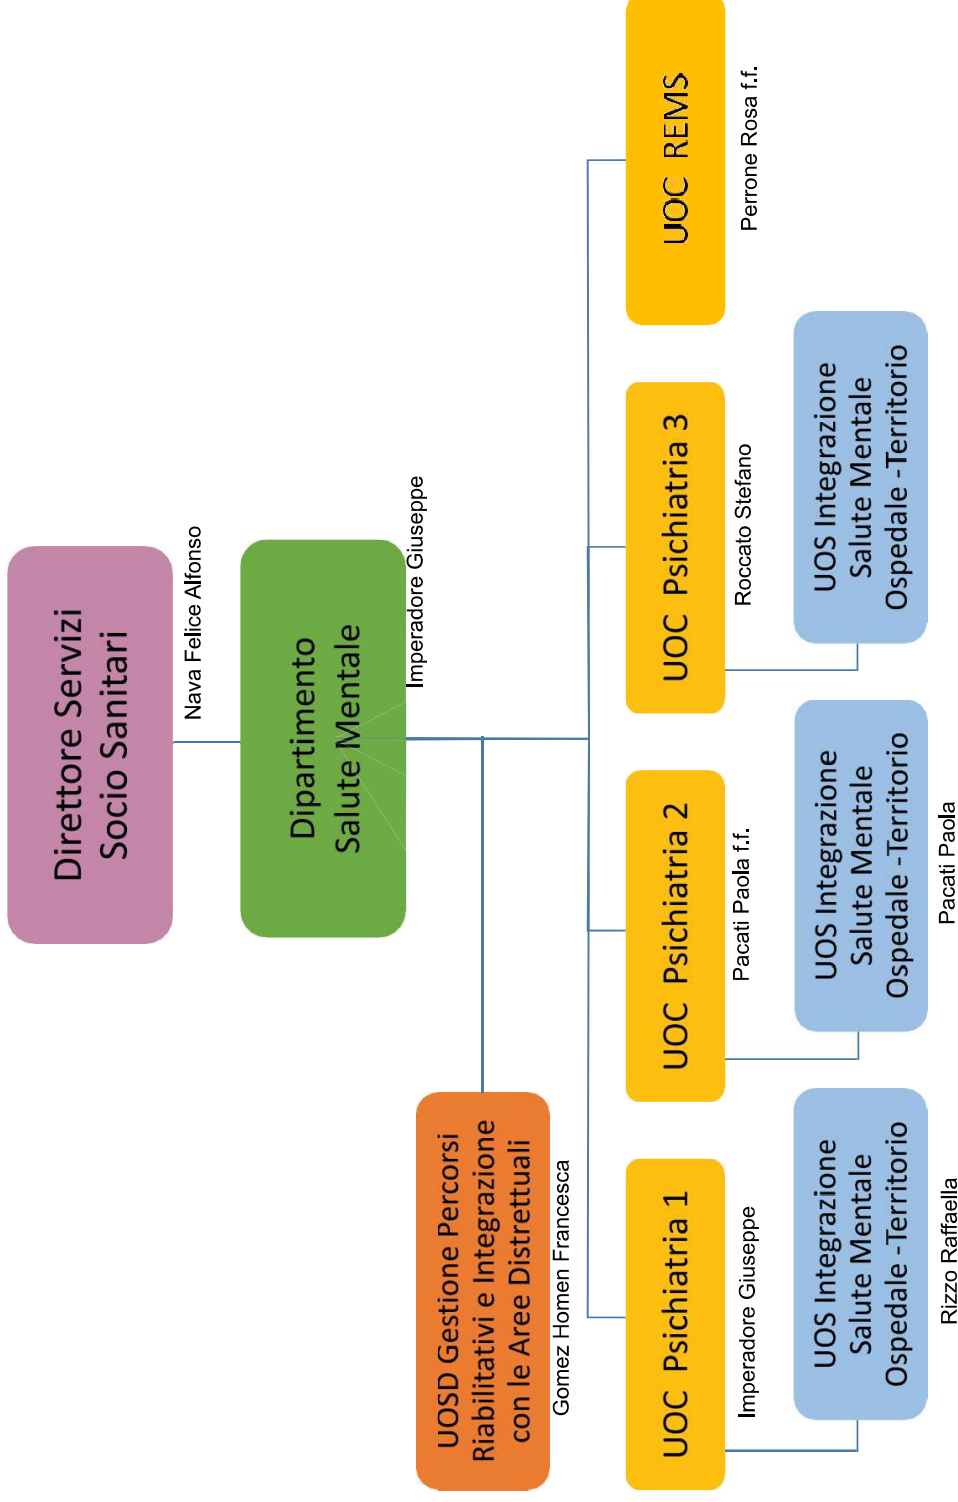 Direttore Servizi
Socio Sanitari
Nava Felice Alfonso
Dipartimento
Salute Mentale
Imperadore Giuseppe
UOSD Gestione Percorsi
Riabilitativi e Integrazione
con le Aree Distrettuali
Gomez Homen Francesca
UOC Psichiatria 1
Imperadore Giuseppe
UOC Psichiatria 2
Pacati Paola f.f.
UOC Psichiatria 3
Roccato Stefano
UOC REMS
Perrone Rosa f.f.
UOS Integrazione
Salute Mentale
Ospedale -Territorio
Rizzo Raffaella
UOS Integrazione
Salute Mentale
Ospedale -Territorio
Pacati Paola
UOS Integrazione
Salute Mentale
Ospedale -Territorio